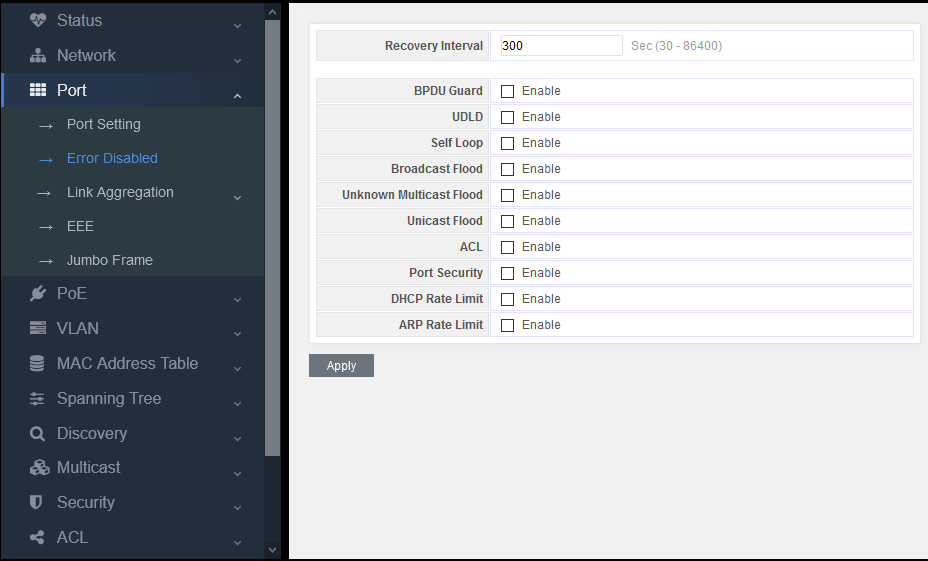 Status
Network
Port
Port Setting
Error Disabled
Link Aggregation
EEE
Jumbo Frame
PoE
VLAN
MAC Address Table
Spanning Tree
Discovery
Multicast
Security
ACL
Recovery Interval 300 Sec (30 - 86400)
BPDU Guard Enable
UDLD Enable
Self Loop Enable
Broadcast Flood Enable
Unknown Multicast Flood Enable
Unicast Flood Enable
ACL Enable
Port Security Enable
DHCP Rate Limit Enable
ARP Rate Limit Enable
Apply